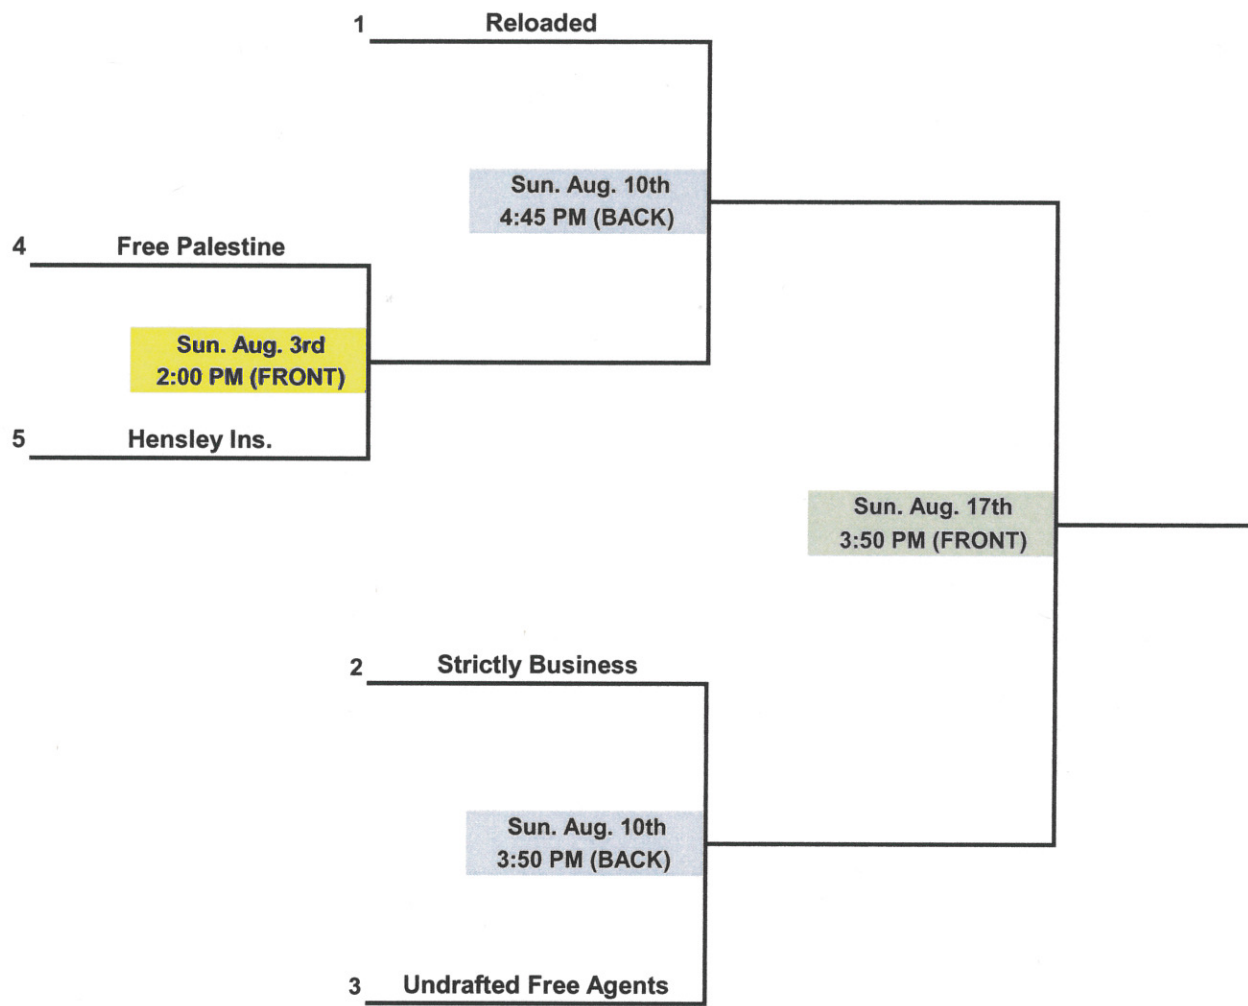 1 Reloaded
Sun. Aug. 10th
4:45 PM (BACK)
4 Free Palestine
Sun. Aug. 3rd
2:00 PM (FRONT)
5 Hensley Ins.
Sun. Aug. 17th
3:50 PM (FRONT)
2 Strictly Business
Sun. Aug. 10th
3:50 PM (BACK)
3 Undrafted Free Agents